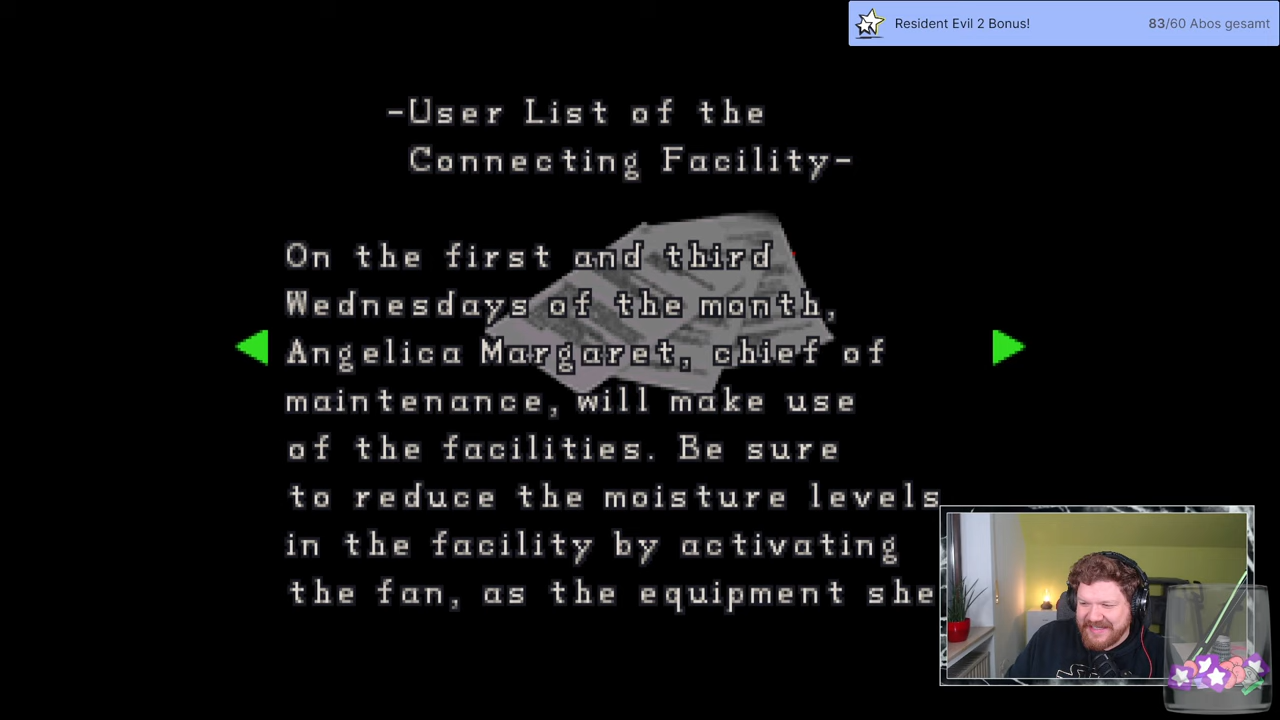 Resident Evil 2 Bonus! 83/60 Abos gesamt
-User List of the
Connecting Facility-
On the first and third
Wednesdays of the month,
Angelica Margaret, chief of
maintenance, will make use
of the facilities. Be sure
to reduce the moisture levels
in the facility by activating
the fan, as the equipment she